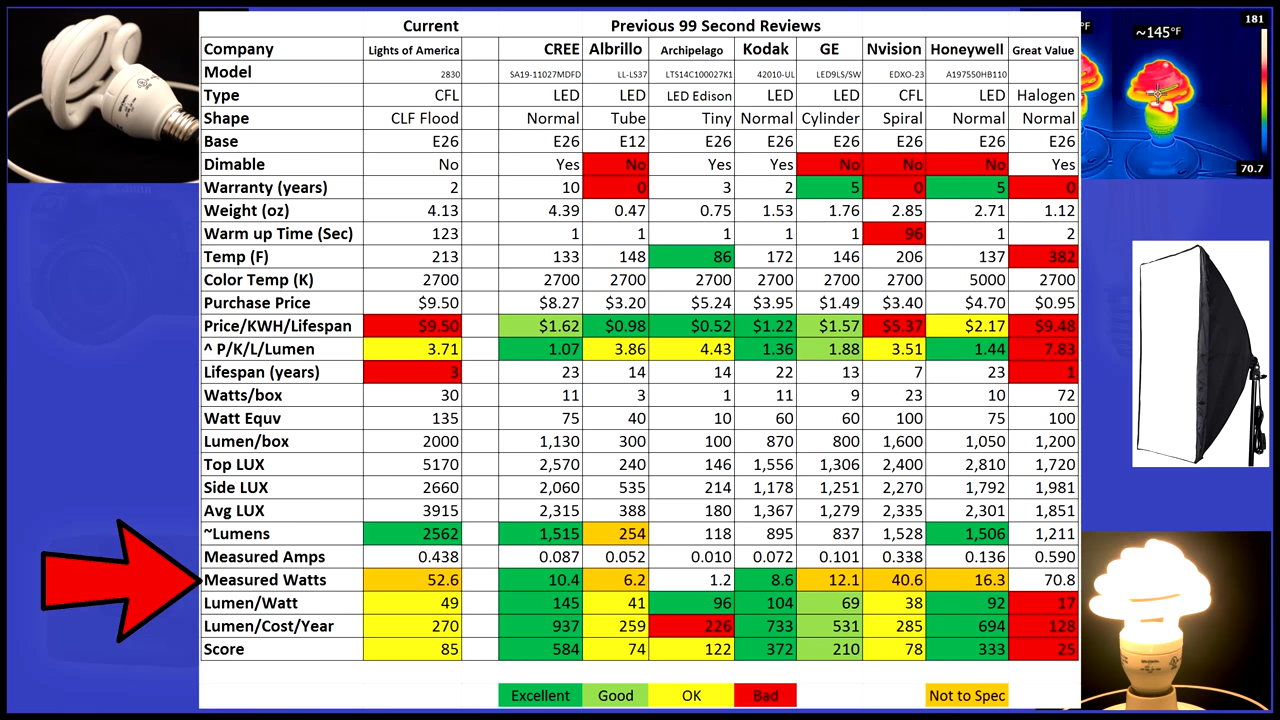 Current Previous 99 Second Reviews
Company Lights of America CREE Albrillo Archipelago Kodak GE Nvision Honeywell Great Value
Model 2830 SA19-11027MDFD LL-LS37 LTS14C100027K1 42010-UL LED9LS/SW EDXO-23 A197550HB110
Type CFL LED LED LED Edison LED LED CFL LED Halogen
Shape CLF Flood Normal Tube Tiny Normal Cylinder Spiral Normal Normal
Base E26 E26 E12 E26 E26 E26 E26 E26 E26
Dimable No Yes No Yes Yes No No No Yes
Warranty (years) 2 10 0 3 2 5 0 5 0
Weight (oz) 4.13 4.39 0.47 0.75 1.53 1.76 2.85 2.71 1.12
Warm up Time (Sec) 123 1 1 1 1 1 96 1 2
Temp (F) 213 133 148 86 172 146 206 137 382
Color Temp (K) 2700 2700 2700 2700 2700 2700 2700 5000 2700
Purchase Price $9.50 $8.27 $3.20 $5.24 $3.95 $1.49 $3.40 $4.70 $0.95
Price/KWH/Lifespan $9.50 $1.62 $0.98 $0.52 $1.22 $1.57 $5.37 $2.17 $9.48
^ P/K/L/Lumen 3.71 1.07 3.86 4.43 1.36 1.88 3.51 1.44 7.83
Lifespan (years) 3 23 14 14 22 13 7 23 1
Watts/box 30 11 3 1 11 9 23 10 72
Watt Equv 135 75 40 10 60 60 100 75 100
Lumen/box 2000 1,130 300 100 870 800 1,600 1,050 1,200
Top LUX 5170 2,570 240 146 1,556 1,306 2,400 2,810 1,720
Side LUX 2660 2,060 535 214 1,178 1,251 2,270 1,792 1,981
Avg LUX 3915 2,315 388 180 1,367 1,279 2,335 2,301 1,851
~Lumens 2562 1,515 254 118 895 837 1,528 1,506 1,211
Measured Amps 0.438 0.087 0.052 0.010 0.072 0.101 0.338 0.136 0.590
Measured Watts 52.6 10.4 6.2 1.2 8.6 12.1 40.6 16.3 70.8
Lumen/Watt 49 145 41 96 104 69 38 92 17
Lumen/Cost/Year 270 937 259 226 733 531 285 694 128
Score 85 584 74 122 372 210 78 333 25
Excellent Good OK Bad Not to Spec
°F
~145°F
181
70.7